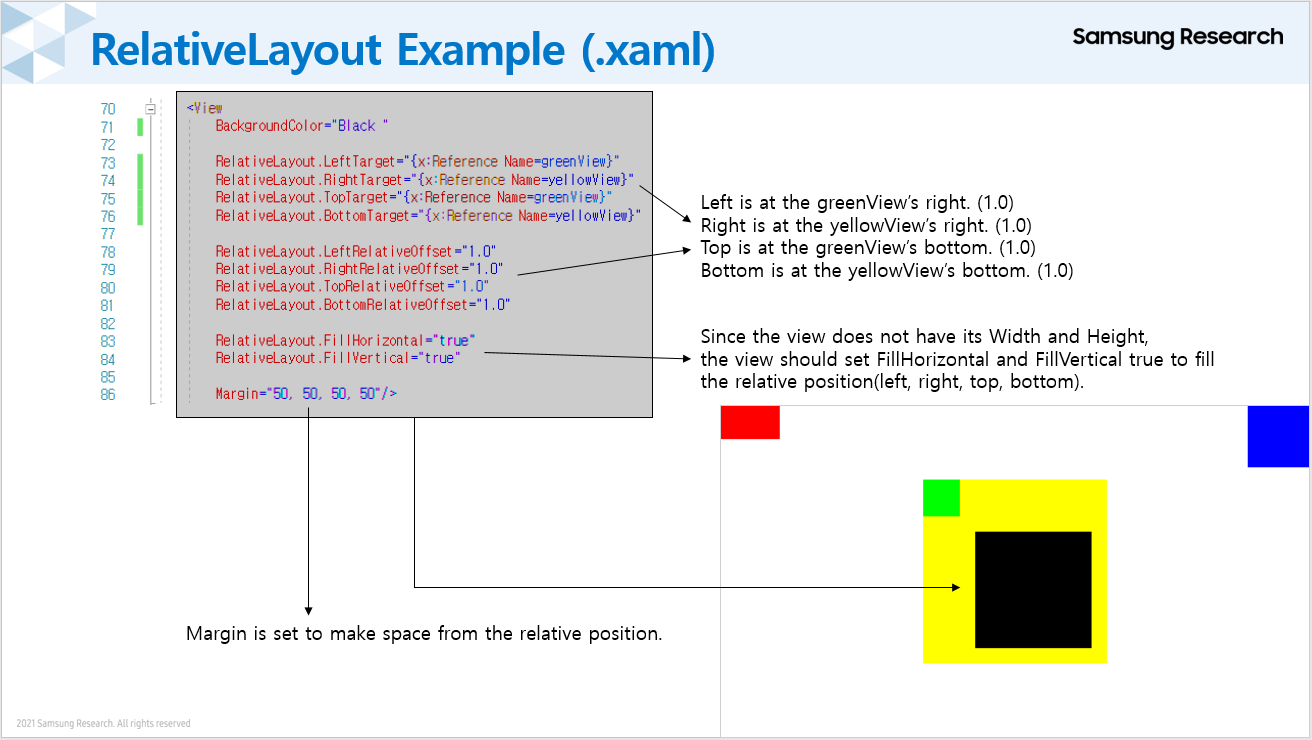 RelativeLayout Example (.xaml)
Samsung Research
70 <View
71 BackgroundColor="Black "
72
73 RelativeLayout.LeftTarget="{x:Reference Name=greenView}"
74 RelativeLayout.RightTarget="{x:Reference Name=yellowView}"
75 RelativeLayout.TopTarget="{x:Reference Name=greenView}"
76 RelativeLayout.BottomTarget="{x:Reference Name=yellowView}"
77
78 RelativeLayout.LeftRelativeOffset="1.0"
79 RelativeLayout.RightRelativeOffset="1.0"
80 RelativeLayout.TopRelativeOffset="1.0"
81 RelativeLayout.BottomRelativeOffset="1.0"
82
83 RelativeLayout.FillHorizontal="true"
84 RelativeLayout.FillVertical="true"
85
86 Margin="50, 50, 50, 50"/>
Left is at the greenView's right. (1.0)
Right is at the yellowView's right. (1.0)
Top is at the greenView's bottom. (1.0)
Bottom is at the yellowView's bottom. (1.0)
Since the view does not have its Width and Height,
the view should set FillHorizontal and FillVertical true to fill
the relative position(left, right, top, bottom).
Margin is set to make space from the relative position.
2021 Samsung Research. All rights reserved